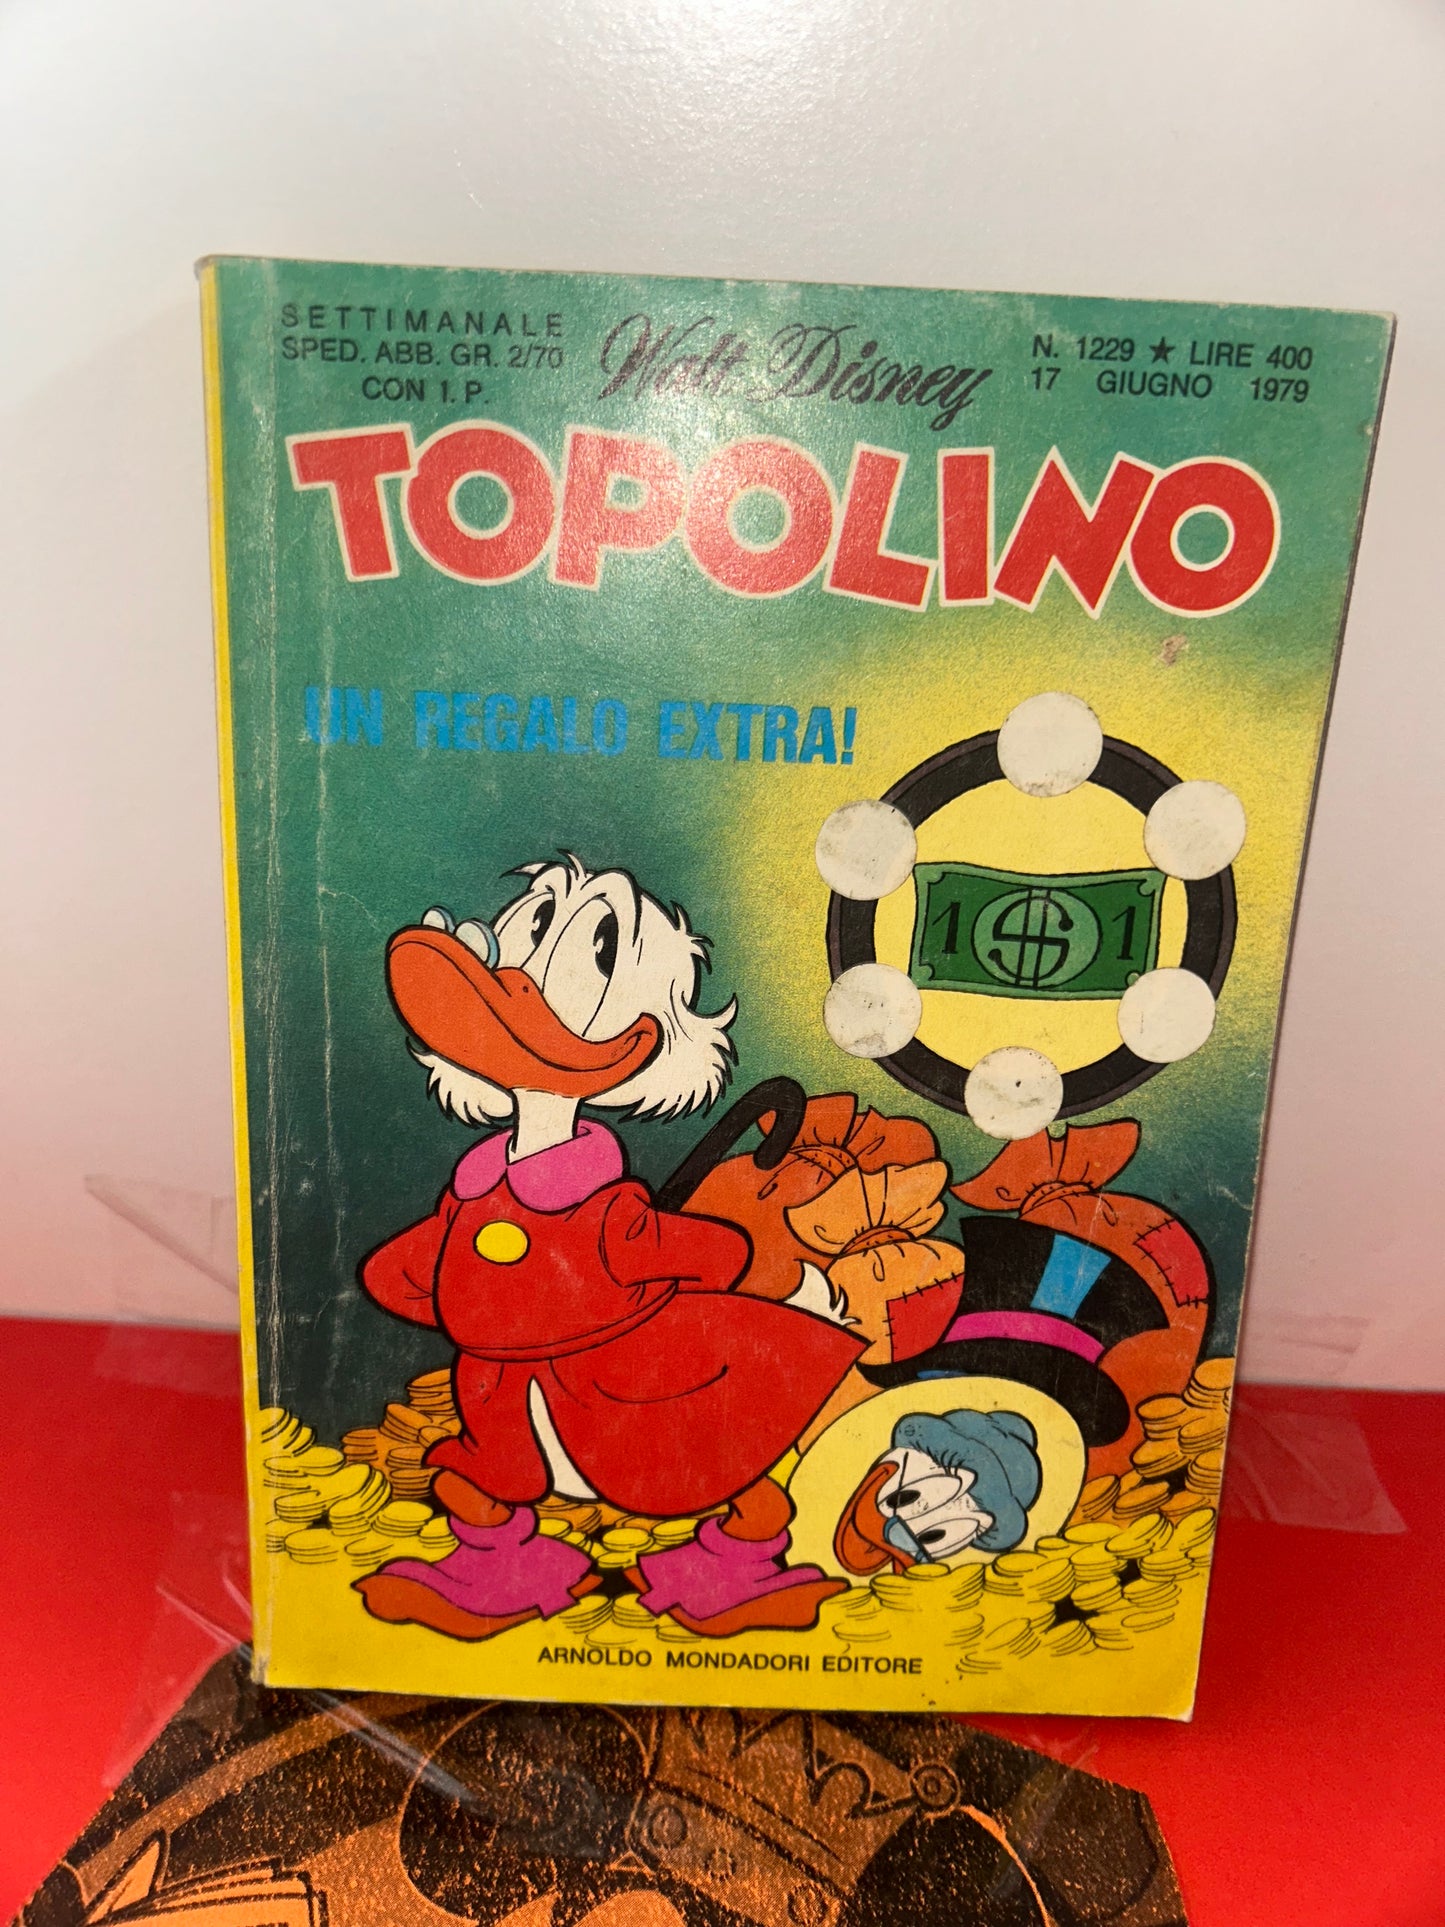 SETTIMANALE
SPED. ABB. GR. 2/70
CON I.P.
Walt Disney
N. 1229 ★ LIRE 400
17 GIUGNO 1979
TOPOLINO
UN REGALO EXTRA!
1 $ 1
ARNOLDO MONDADORI EDITORE